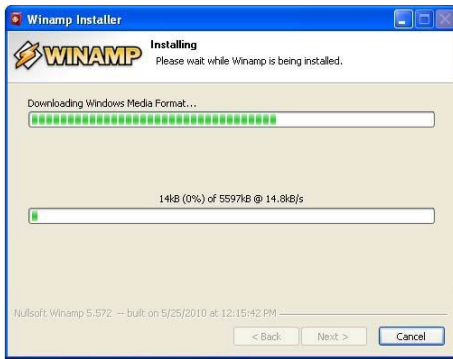 Winamp Installer
WINAMP
Installing
Please wait while Winamp is being installed.
Downloading Windows Media Format...
14kB (0%) of 5597kB @ 14.8kB/s
Nullsoft Winamp 5.572 -- built on 5/25/2010 at 12:15:42 PM
< Back Next > Cancel